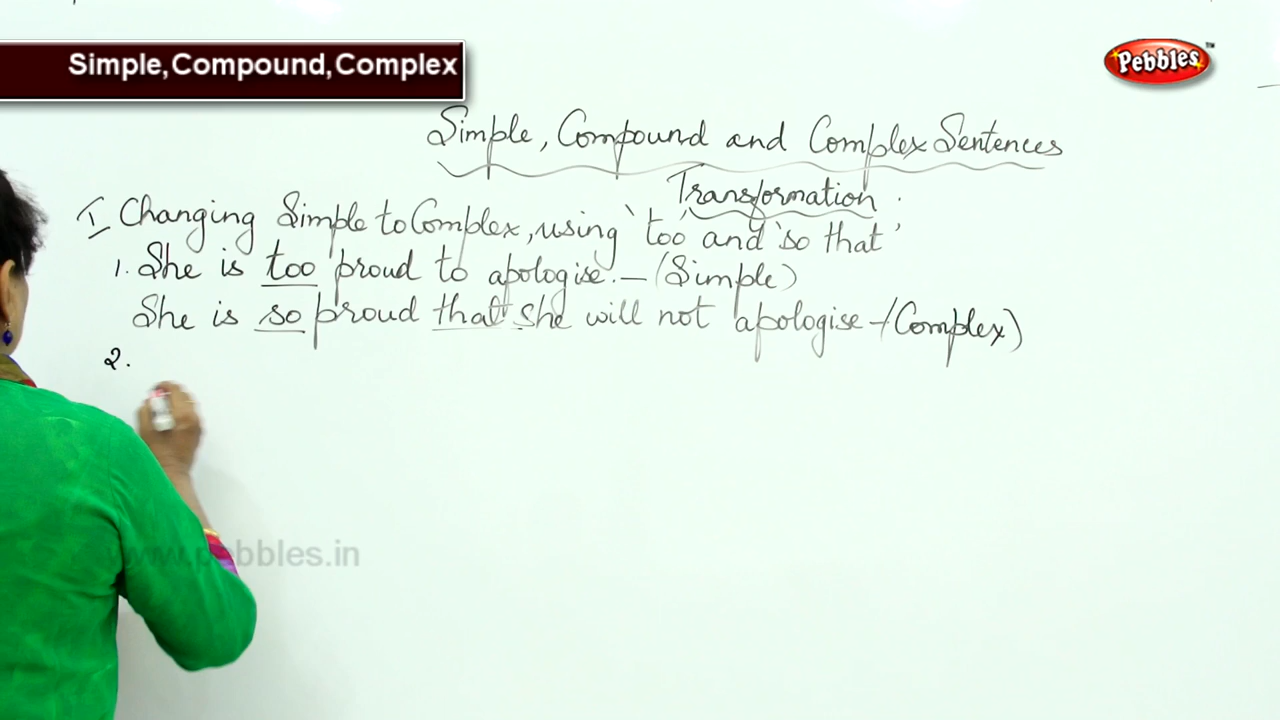 Simple,Compound,Complex
Pebbles™
Simple, Compound and Complex Sentences
Transformation
I Changing Simple to Complex, using 'too' and 'so that'
1. She is too proud to apologise. — (Simple)
She is so proud that she will not apologise - (Complex)
2.
www.pebbles.in